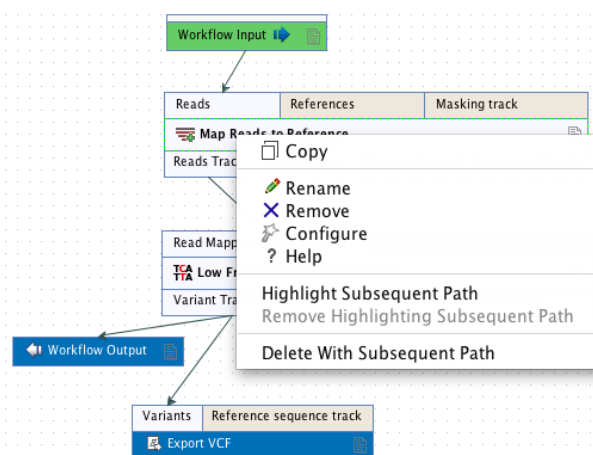 Workflow Input
Reads References Masking track
Map Reads to Reference
Reads Trac
Copy
Rename
Remove
Configure
? Help
Highlight Subsequent Path
Remove Highlighting Subsequent Path
Delete With Subsequent Path
Read Mapp
TCA
TTA
Low Fr
Variant Tra
Workflow Output
Variants Reference sequence track
Export VCF